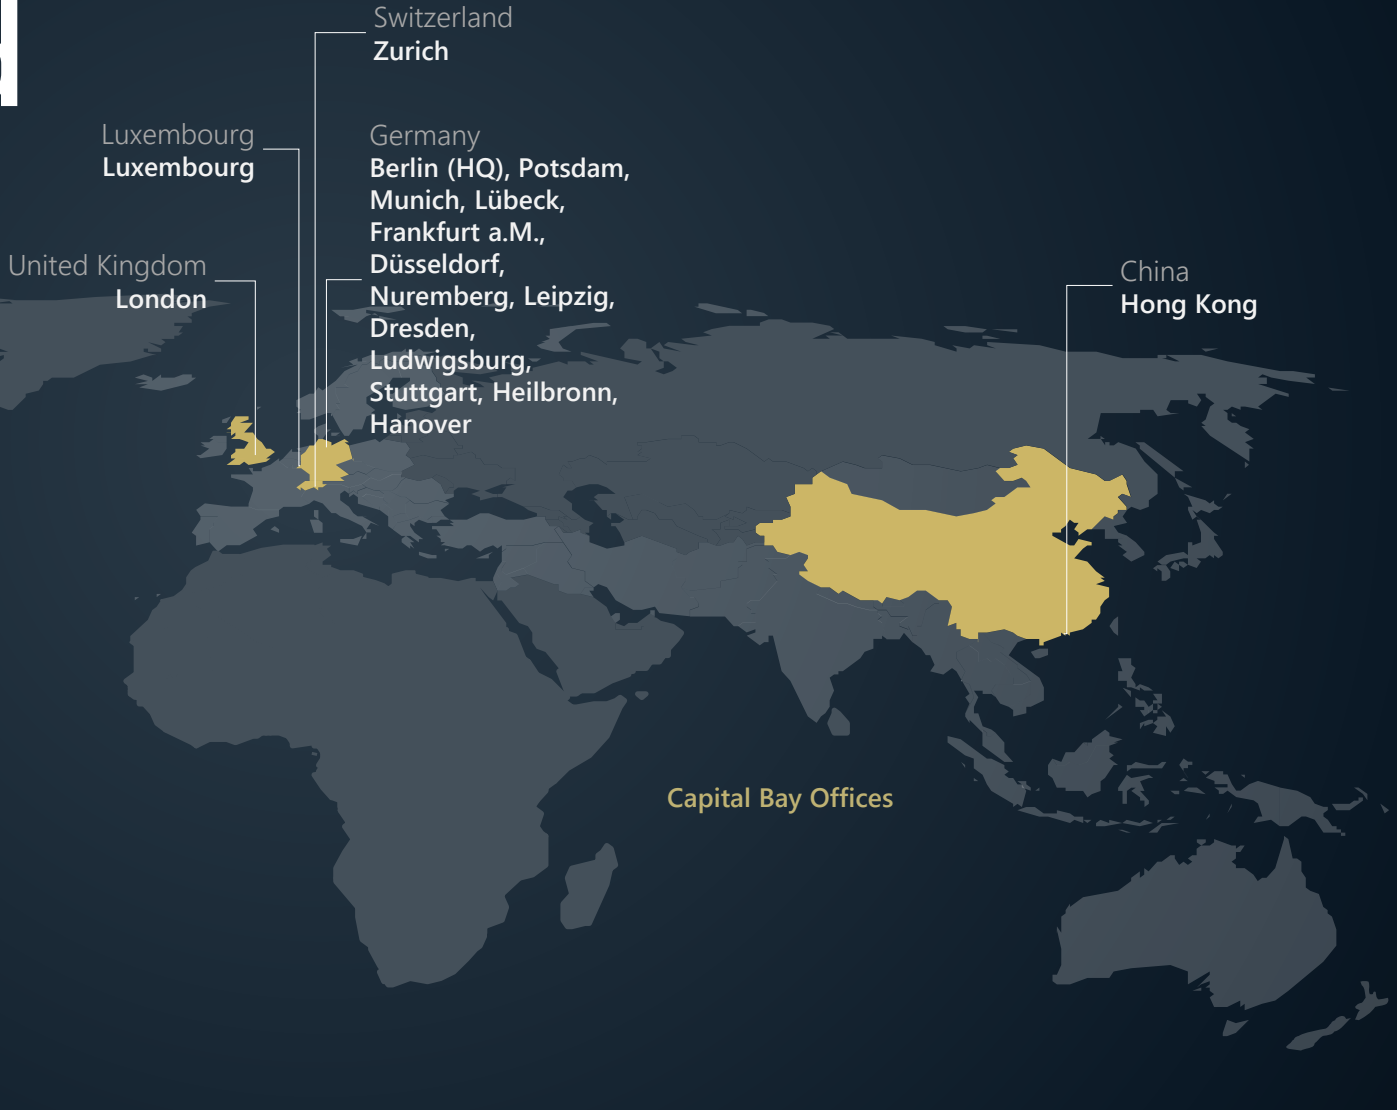 Switzerland
Zurich
Luxembourg
Luxembourg
Germany
Berlin (HQ), Potsdam,
Munich, Lübeck,
Frankfurt a.M.,
Düsseldorf,
Nuremberg, Leipzig,
Dresden,
Ludwigsburg,
Stuttgart, Heilbronn,
Hanover
United Kingdom
London
China
Hong Kong
Capital Bay Offices